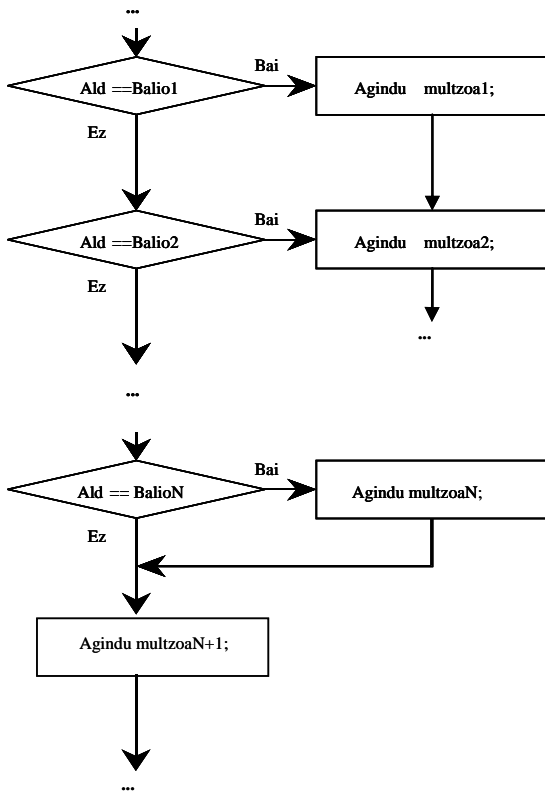 ...
Bai
Ald ==Balio1
Agindu multzoa1;
Ez
Bai
Ald ==Balio2
Agindu multzoa2;
Ez
...
...
Bai
Ald == BalioN
Agindu multzoaN;
Ez
Agindu multzoaN+1;
...